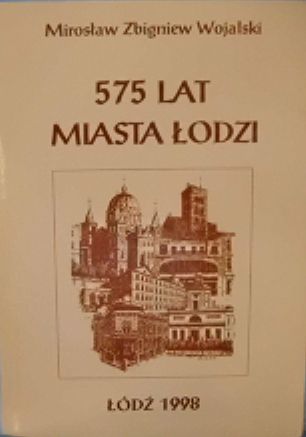 Mirosław Zbigniew Wojalski
575 LAT
MIASTA ŁODZI
ŁÓDŹ 1998